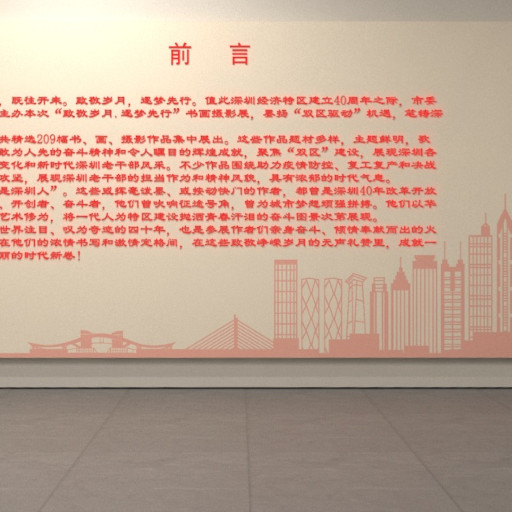 前 言
，既往开来。致敬岁月，逐梦先行。值此深圳经济特区建立40周年之际，市委
主办本次“致敬岁月.逐梦先行”书画摄影展，要扬“双区驱动”机遇，笔铸深
共精选209幅书、画、摄影作品集中展出。这些作品题材多样，主题鲜明，歌
敢为人先的奋斗精神和令人瞩目的辉煌成就，聚焦“双区”建设，展现深圳各
变化和新时代深圳老干部风采。不少作品围绕助力疫情防控、复工复产和决战
攻坚，展现深圳老干部的担当作为和精神风貌，具有浓郁的时代气息。
是深圳人”。这些或挥毫泼墨、或按动快门的作者，都曾是深圳40年改革开放
、开创者，奋斗者，他们曾吹响征途号角，曾为城市梦想顽强拼搏。他们以华
艺术修为，将一代人为特区建设抛洒青春汗泪的奋斗图景次第展现。
世界注目、叹为奇迹的四十年，也是参展作者们亲身奋斗、倾情奉献而出的火
在他们的浓情书写和激情定格间，在这些致敬峥嵘岁月的无声礼赞里，成就一
丽的时代新卷！